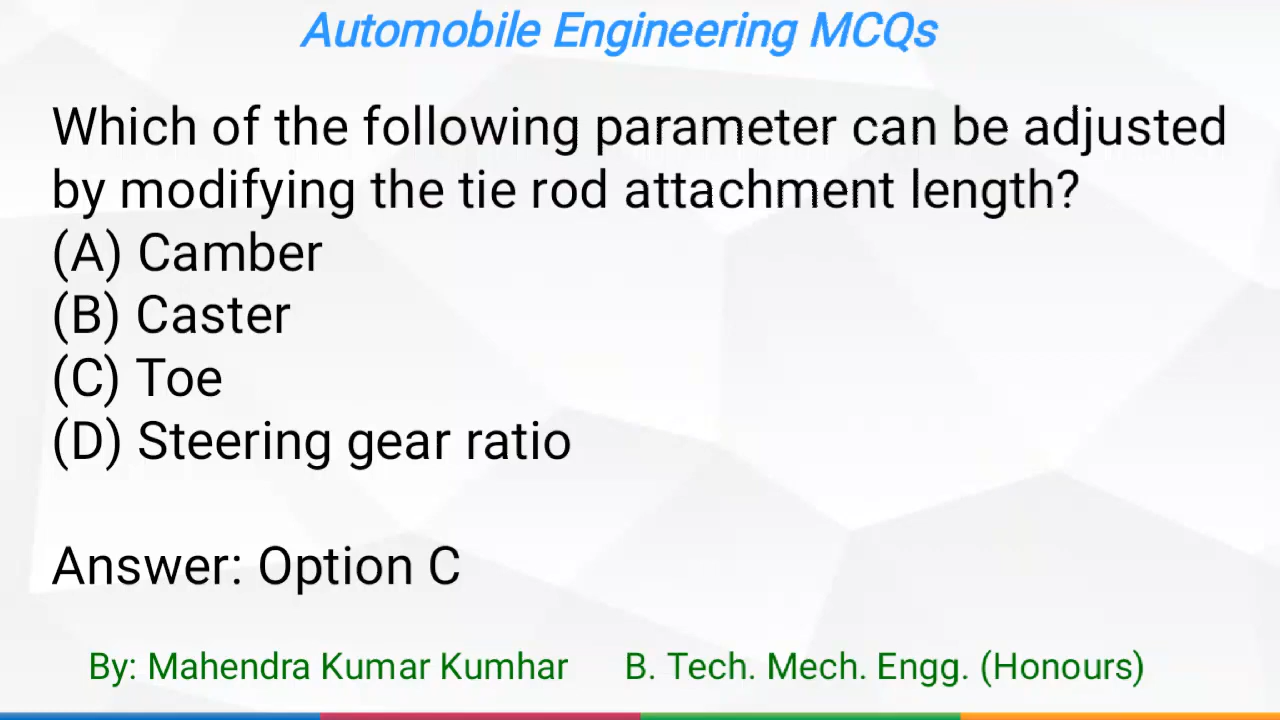 Automobile Engineering MCQs
Which of the following parameter can be adjusted
by modifying the tie rod attachment length?
(A) Camber
(B) Caster
(C) Toe
(D) Steering gear ratio
Answer: Option C
By: Mahendra Kumar Kumhar B. Tech. Mech. Engg. (Honours)